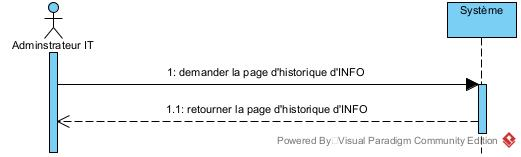 Système
Adminstrateur IT
1: demander la page d'historique d'INFO
1.1: retourner la page d'historique d'INFO
Powered By Visual Paradigm Community Edition